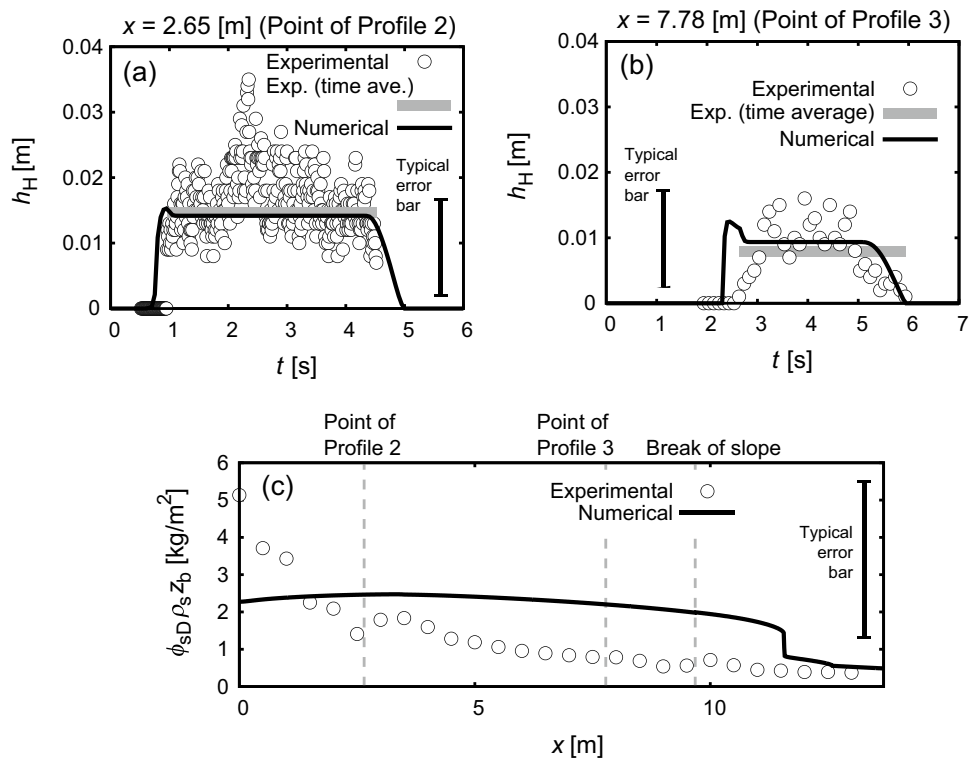 x = 2.65 [m] (Point of Profile 2)
0.04
0.03
0.02
0.01
0
h_H [m]
(a)
Experimental
Exp. (time ave.)
Numerical
Typical
error
bar
0 1 2 3 4 5 6
t [s]
x = 7.78 [m] (Point of Profile 3)
0.04
0.03
0.02
0.01
0
h_H [m]
(b)
Experimental
Exp. (time average)
Numerical
Typical
error
bar
0 1 2 3 4 5 6 7
t [s]
Point of
Profile 2
Point of
Profile 3
Break of slope
6
5
4
3
2
1
0
ϕ_sD ρ_s z_b [kg/m²]
(c)
Experimental
Numerical
Typical
error
bar
0 5 10
x [m]